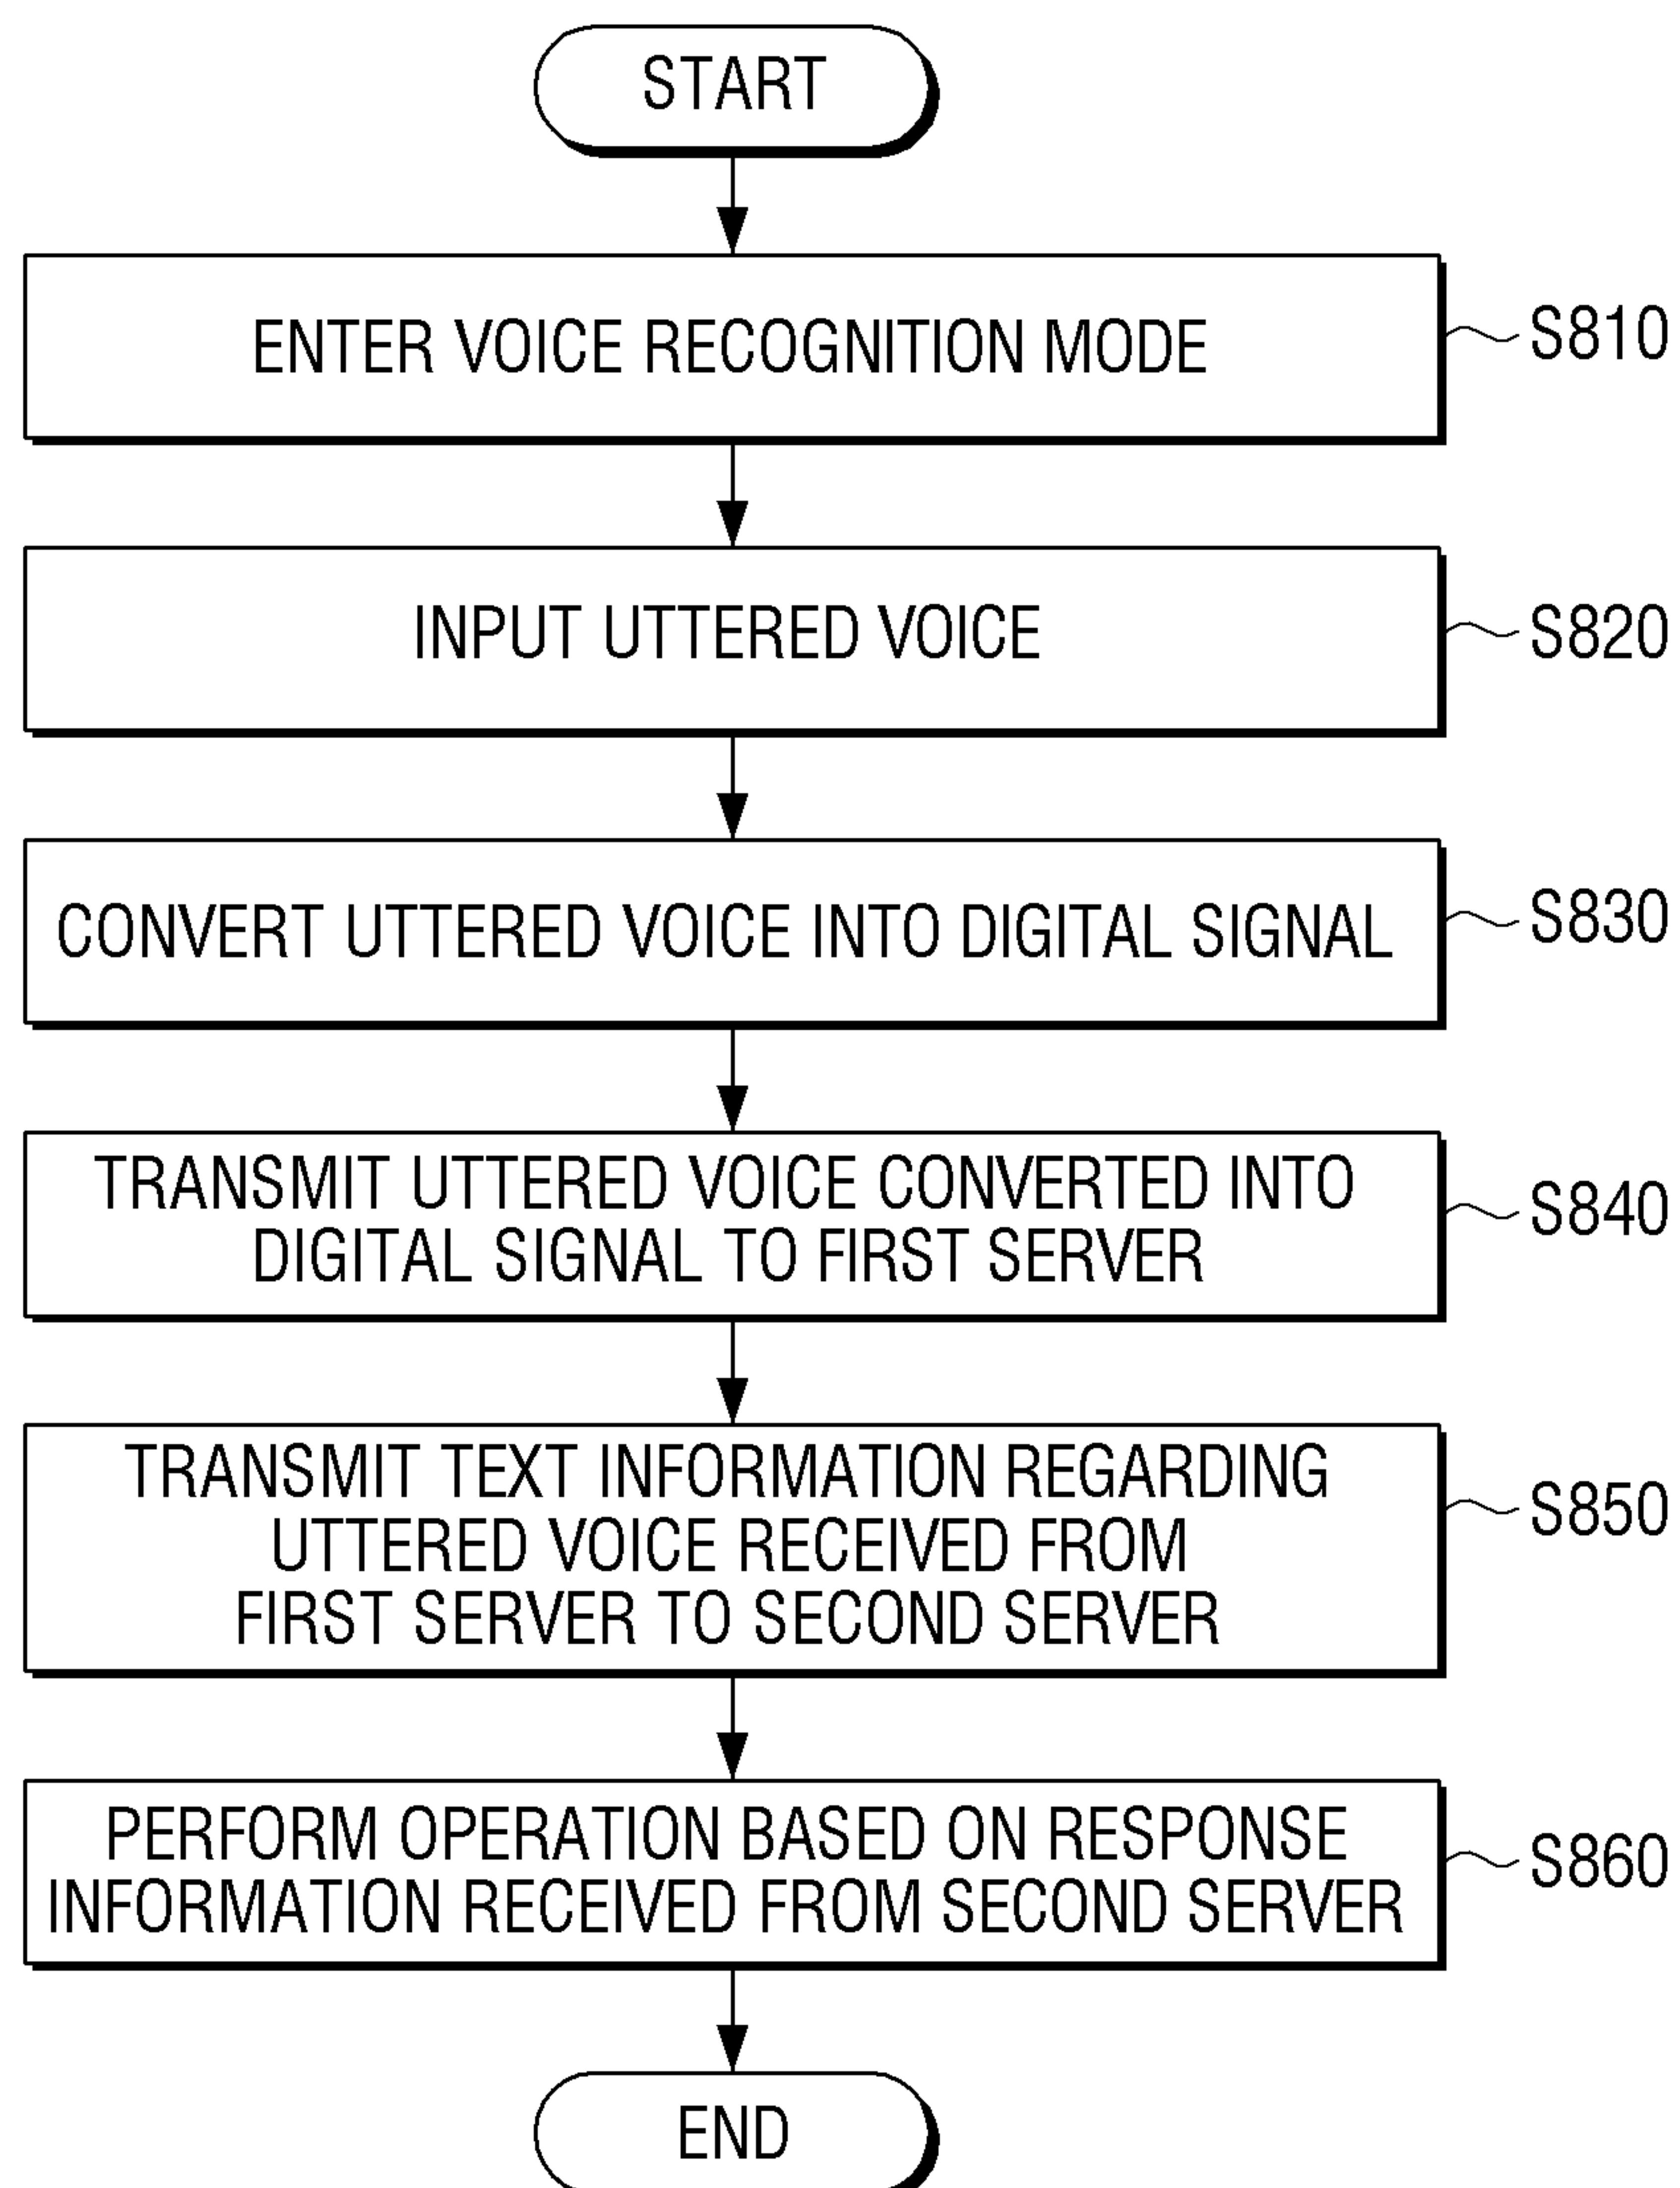 START
ENTER VOICE RECOGNITION MODE
S810
INPUT UTTERED VOICE
S820
CONVERT UTTERED VOICE INTO DIGITAL SIGNAL
S830
TRANSMIT UTTERED VOICE CONVERTED INTO
DIGITAL SIGNAL TO FIRST SERVER
S840
TRANSMIT TEXT INFORMATION REGARDING
UTTERED VOICE RECEIVED FROM
FIRST SERVER TO SECOND SERVER
S850
PERFORM OPERATION BASED ON RESPONSE
INFORMATION RECEIVED FROM SECOND SERVER
S860
END